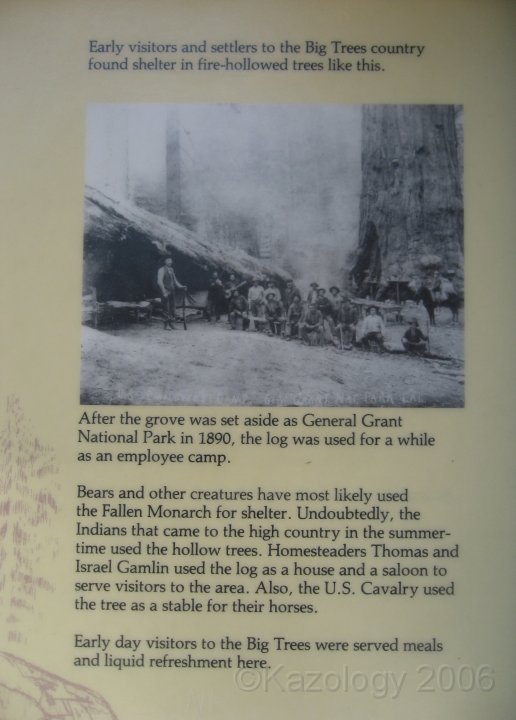 Early visitors and settlers to the Big Trees country
found shelter in fire-hollowed trees like this.
After the grove was set aside as General Grant
National Park in 1890, the log was used for a while
as an employee camp.
Bears and other creatures have most likely used
the Fallen Monarch for shelter. Undoubtedly, the
Indians that came to the high country in the summer-
time used the hollow trees. Homesteaders Thomas and
Israel Gamlin used the log as a house and a saloon to
serve visitors to the area. Also, the U.S. Cavalry used
the tree as a stable for their horses.
Early day visitors to the Big Trees were served meals
and liquid refreshment here.
©Kazology 2006